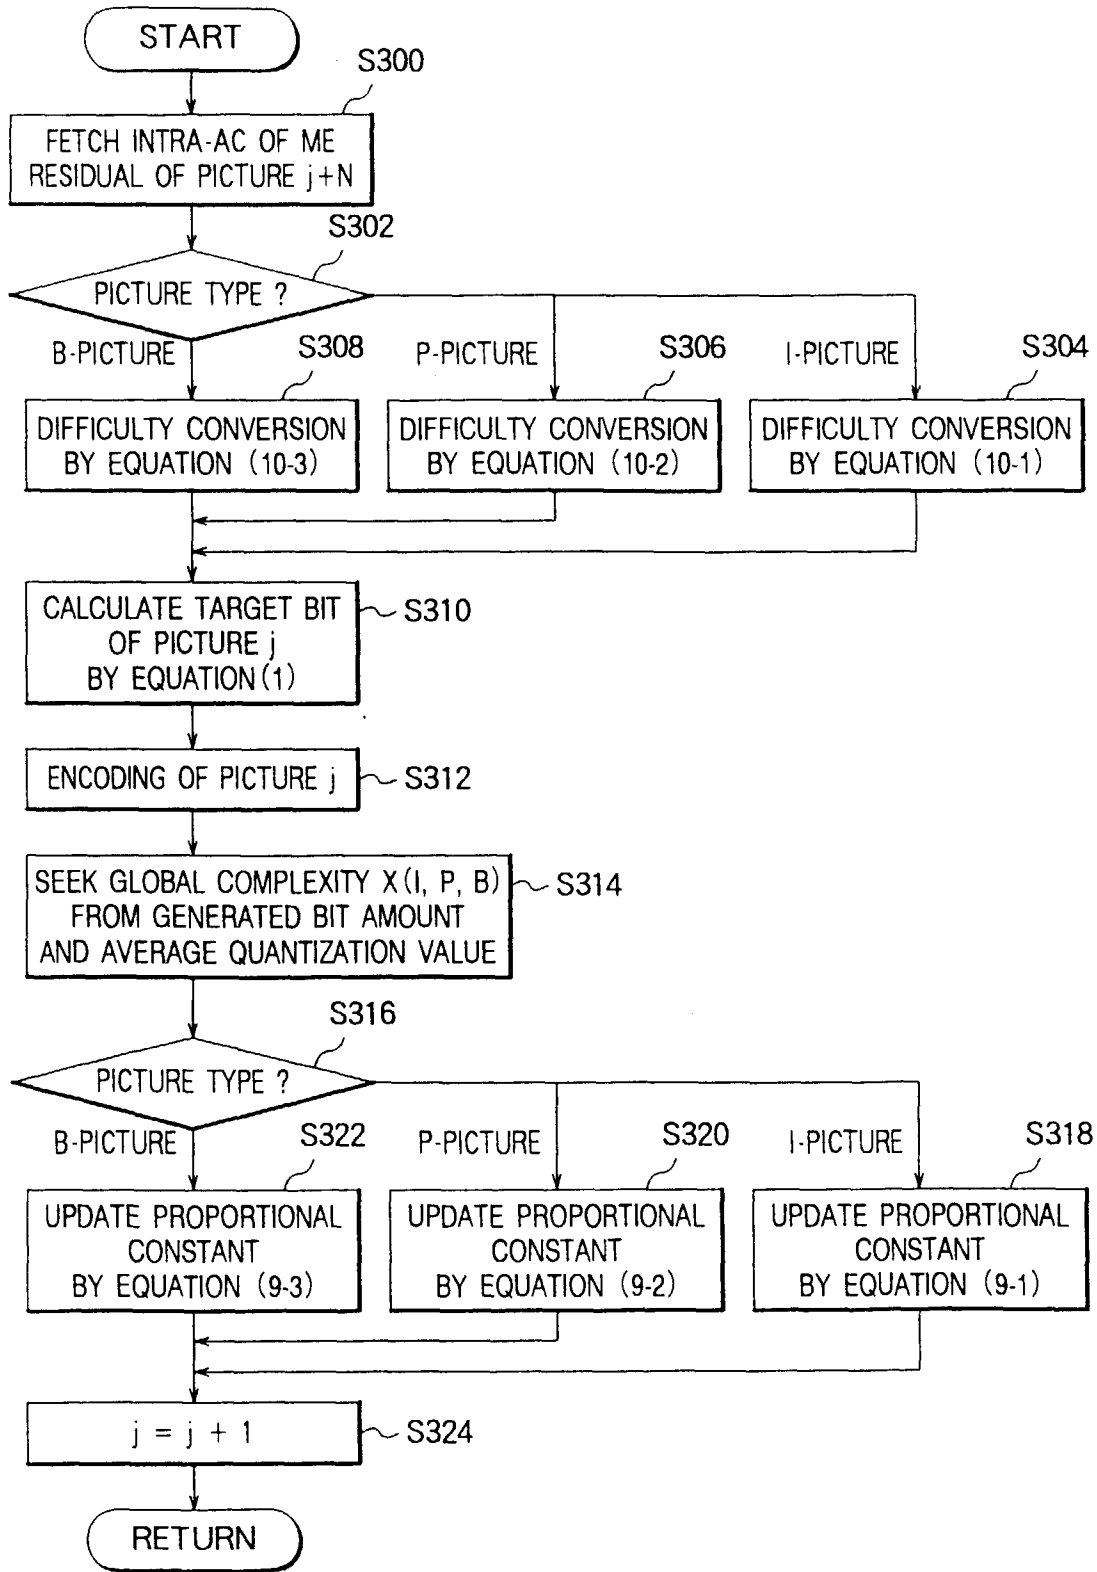 START
S300
FETCH INTRA-AC OF ME
RESIDUAL OF PICTURE j+N
S302
PICTURE TYPE ?
B-PICTURE
S308
P-PICTURE
S306
I-PICTURE
S304
DIFFICULTY CONVERSION
BY EQUATION (10-3)
DIFFICULTY CONVERSION
BY EQUATION (10-2)
DIFFICULTY CONVERSION
BY EQUATION (10-1)
CALCULATE TARGET BIT
OF PICTURE j
BY EQUATION(1)
S310
ENCODING OF PICTURE j
S312
SEEK GLOBAL COMPLEXITY X(I, P, B)
FROM GENERATED BIT AMOUNT
AND AVERAGE QUANTIZATION VALUE
S314
S316
PICTURE TYPE ?
B-PICTURE
S322
P-PICTURE
S320
I-PICTURE
S318
UPDATE PROPORTIONAL
CONSTANT
BY EQUATION (9-3)
UPDATE PROPORTIONAL
CONSTANT
BY EQUATION (9-2)
UPDATE PROPORTIONAL
CONSTANT
BY EQUATION (9-1)
j = j + 1
S324
RETURN